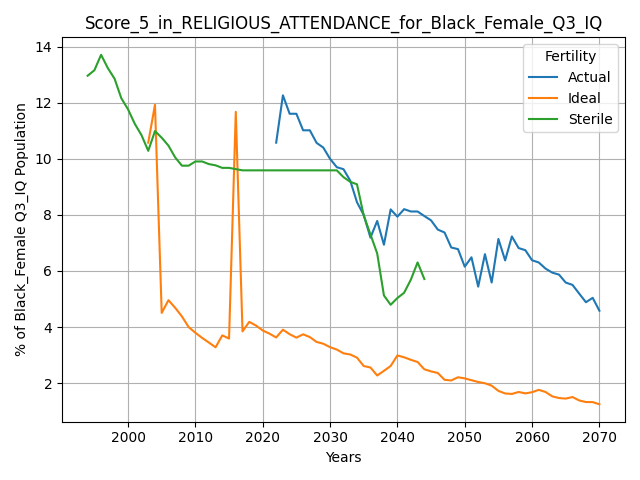 Score_5_in_RELIGIOUS_ATTENDANCE_for_Black_Female_Q3_IQ
Fertility
Actual
Ideal
Sterile
% of Black_Female Q3_IQ Population
14
12
10
8
6
4
2
2000 2010 2020 2030 2040 2050 2060 2070
Years